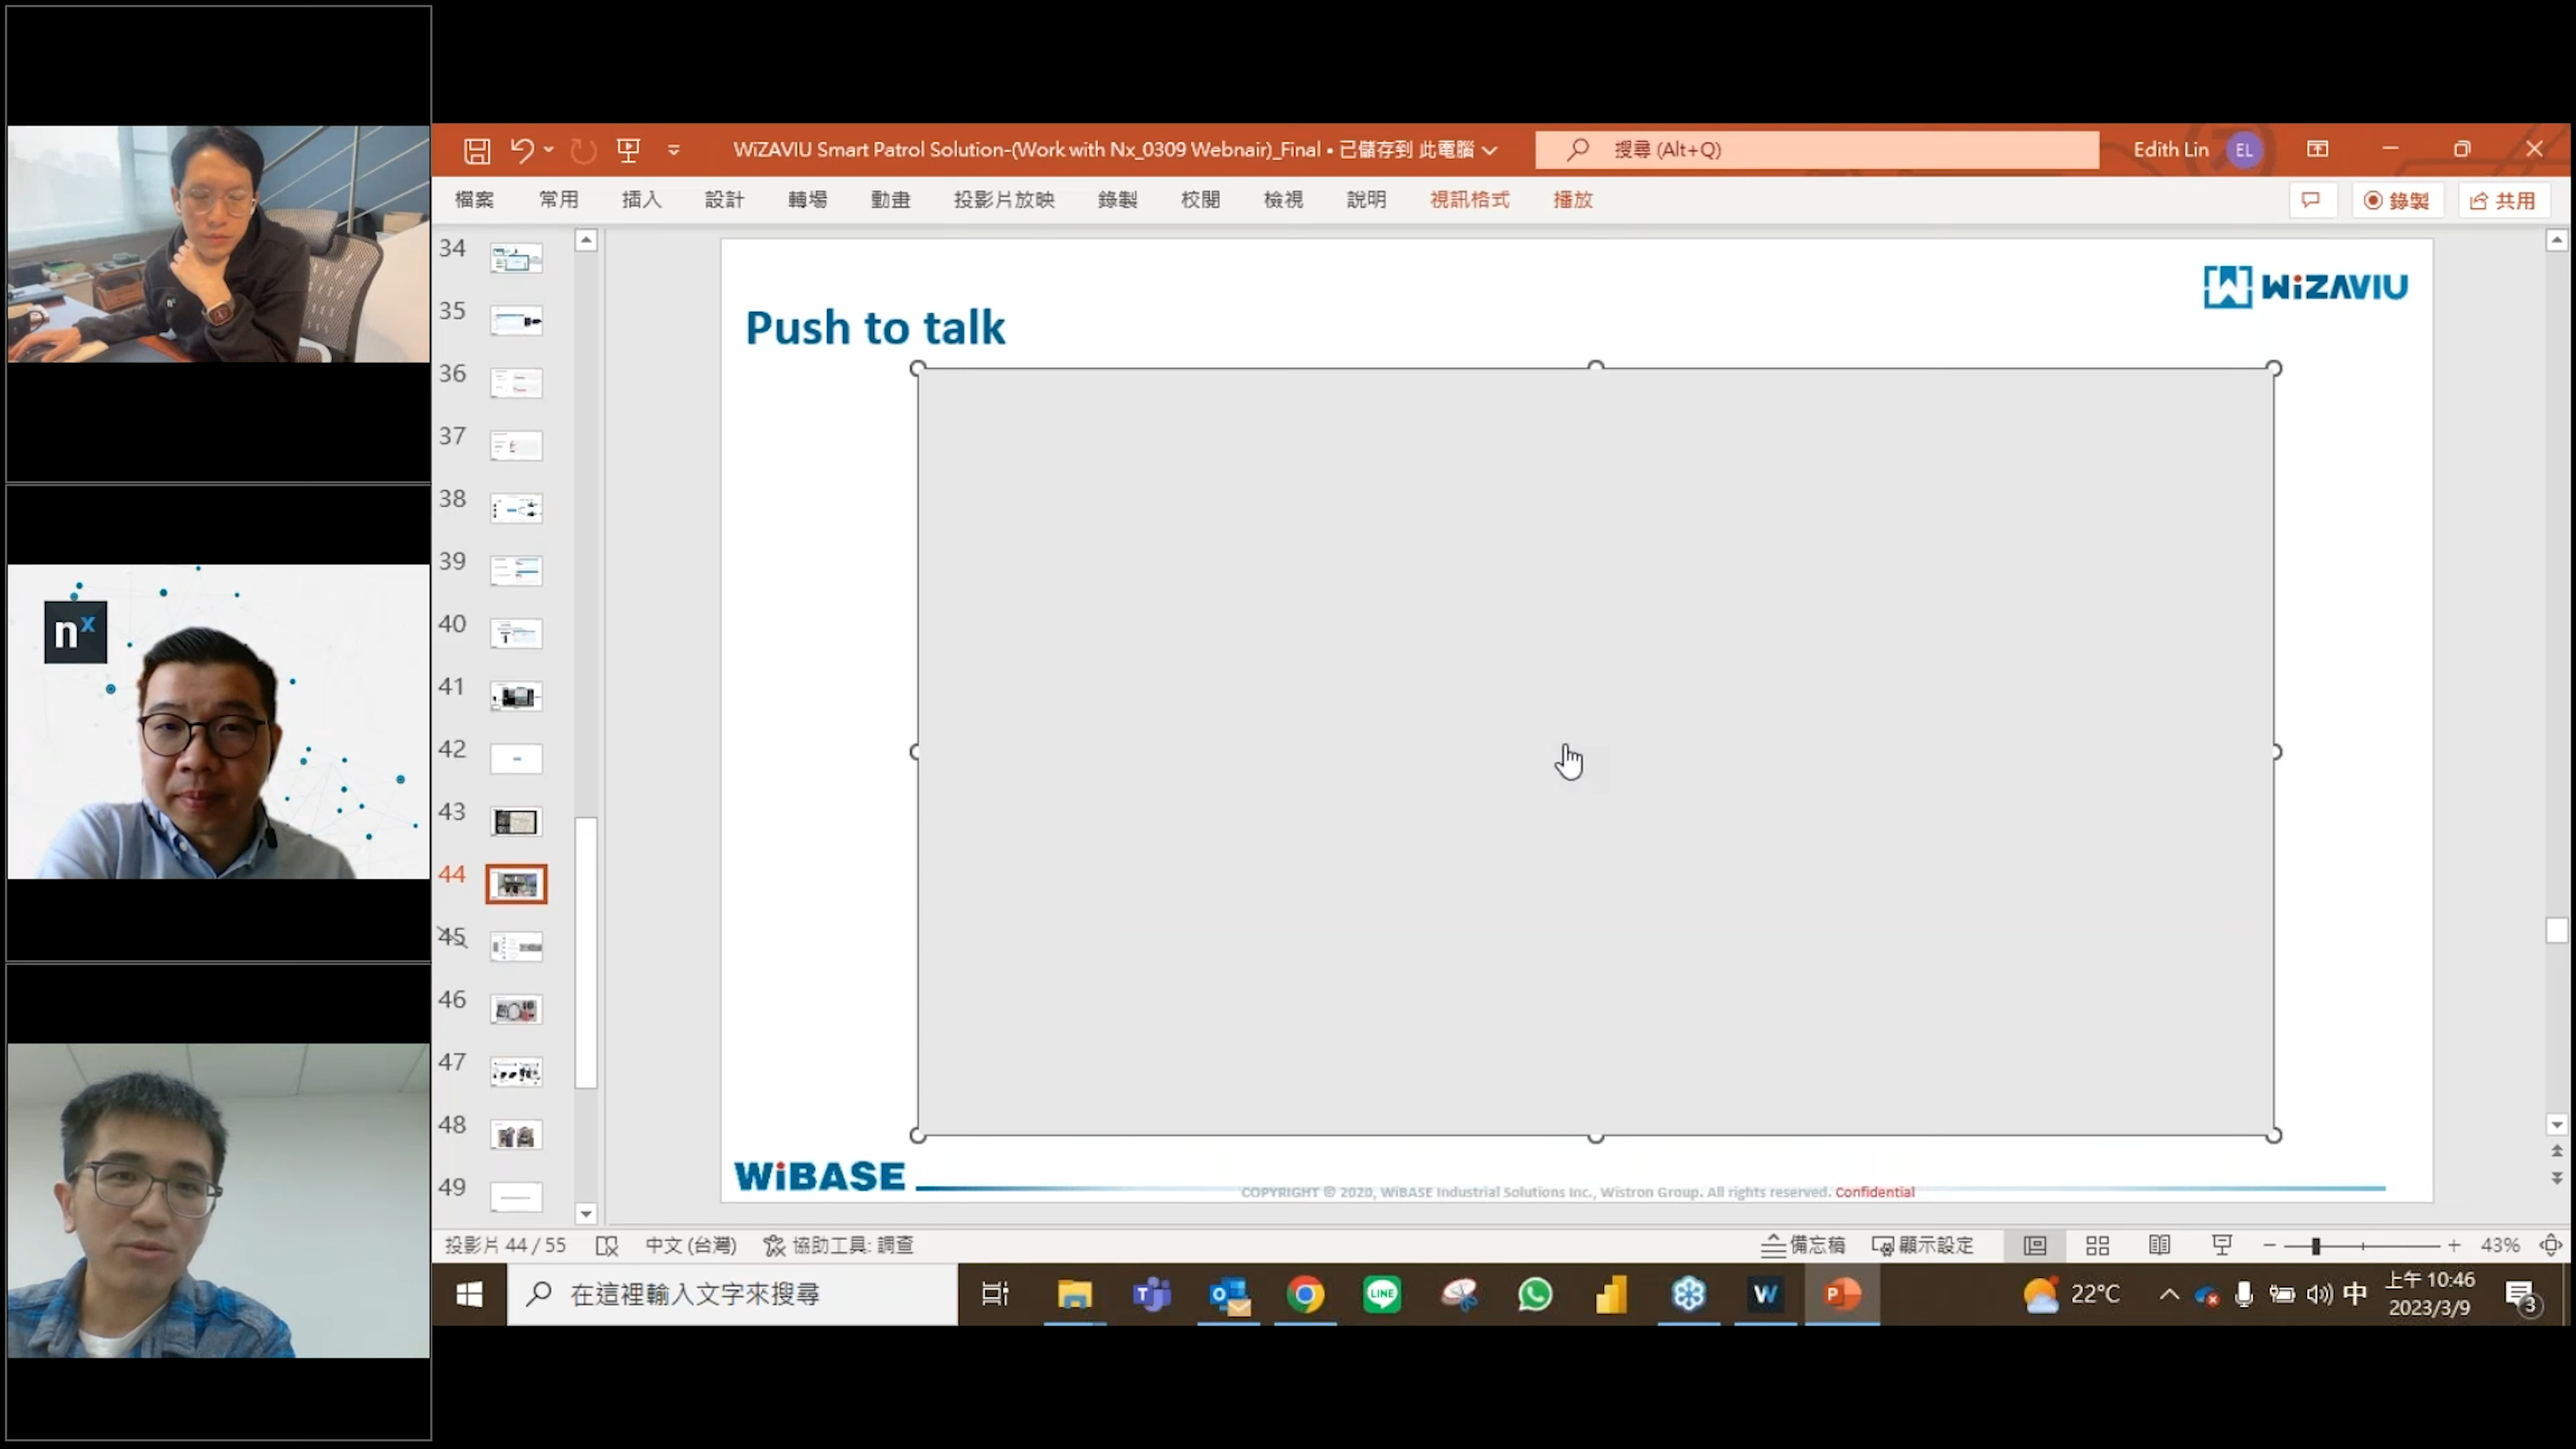 WiZAVIU Smart Patrol Solution-(Work with Nx_0309 Webnair)_Final • 已儲存到 此電腦
搜尋 (Alt+Q)
Edith Lin
EL
檔案 常用 插入 設計 轉場 動畫 投影片放映 錄製 校閱 檢視 說明 視訊格式 播放
錄製
共用
34
35
36
37
38
39
40
41
42
43
44
45
46
47
48
49
nx
WiZAVIU
Push to talk
WiBASE
COPYRIGHT © 2020, WiBASE Industrial Solutions Inc., Wistron Group. All rights reserved. Confidential
投影片 44 / 55
中文 (台灣)
協助工具: 調查
備忘稿
顯示設定
43%
在這裡輸入文字來搜尋
LINE
W
P
22°C
中
上午 10:46
2023/3/9
3